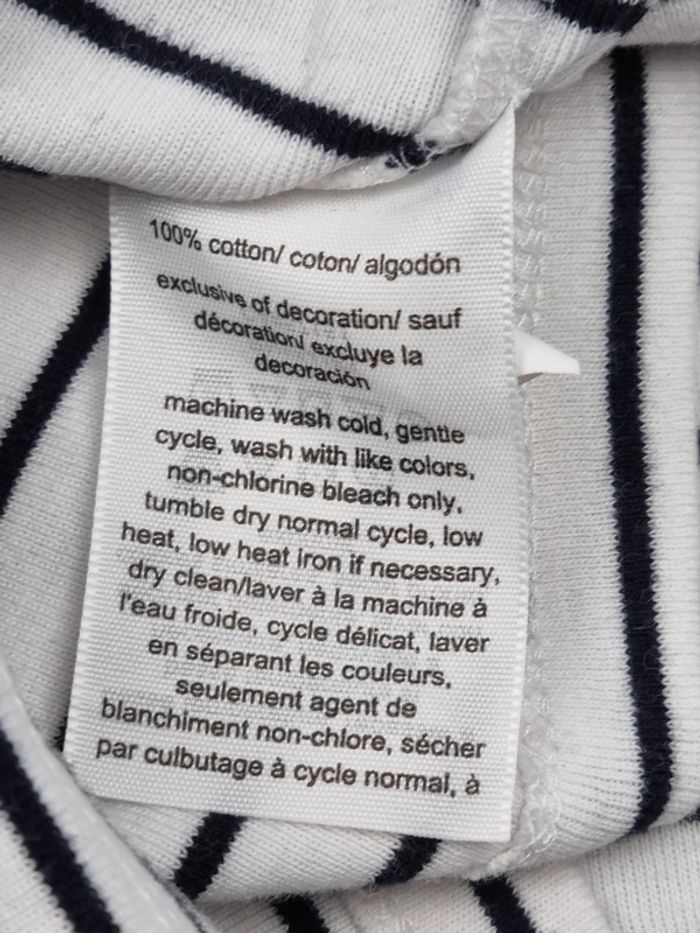 100% cotton/ coton/ algodón
exclusive of decoration/ sauf
décoration/ excluye la
decoración
machine wash cold, gentle
cycle, wash with like colors,
non-chlorine bleach only,
tumble dry normal cycle, low
heat, low heat iron if necessary,
dry clean/laver à la machine à
l'eau froide, cycle délicat, laver
en séparant les couleurs,
seulement agent de
blanchiment non-chlore, sécher
par culbutage à cycle normal, à